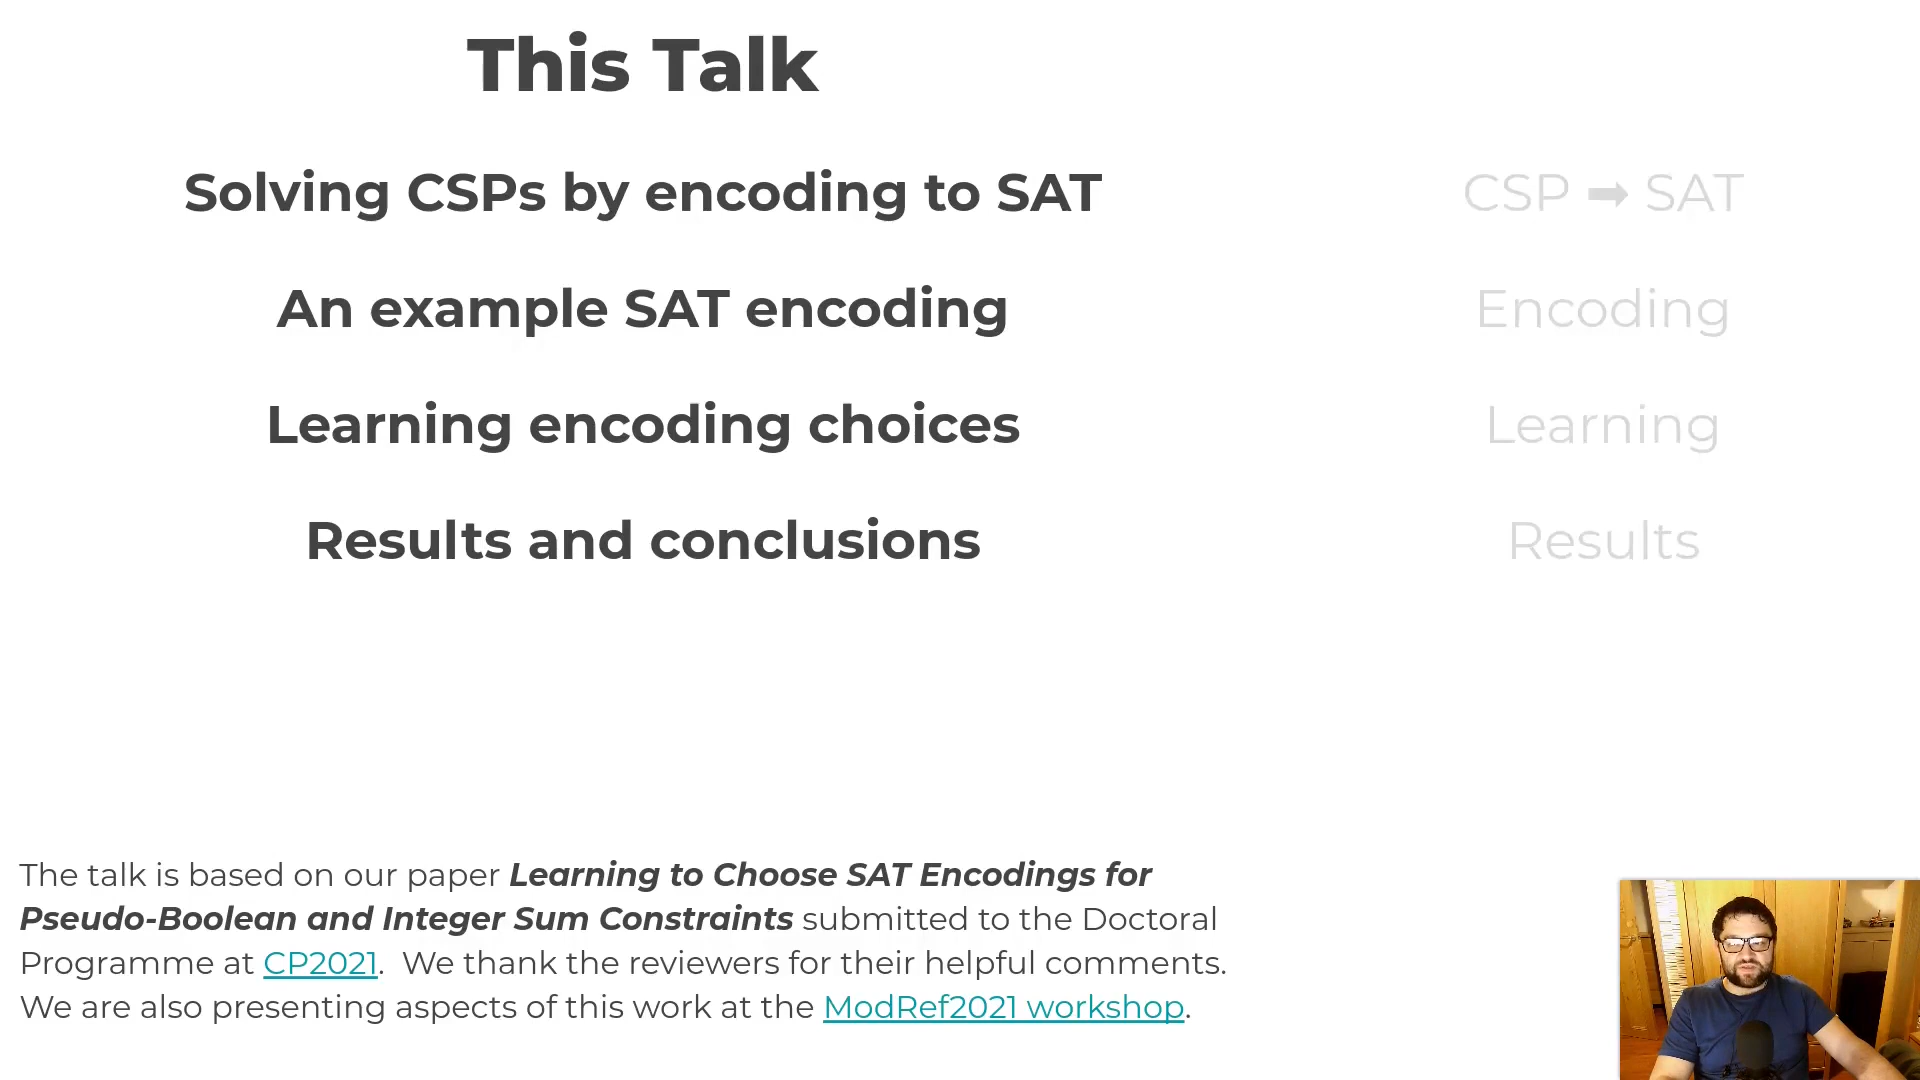 This Talk
Solving CSPs by encoding to SAT
CSP ➡ SAT
An example SAT encoding
Encoding
Learning encoding choices
Learning
Results and conclusions
Results
The talk is based on our paper Learning to Choose SAT Encodings for
Pseudo-Boolean and Integer Sum Constraints submitted to the Doctoral
Programme at CP2021. We thank the reviewers for their helpful comments.
We are also presenting aspects of this work at the ModRef2021 workshop.